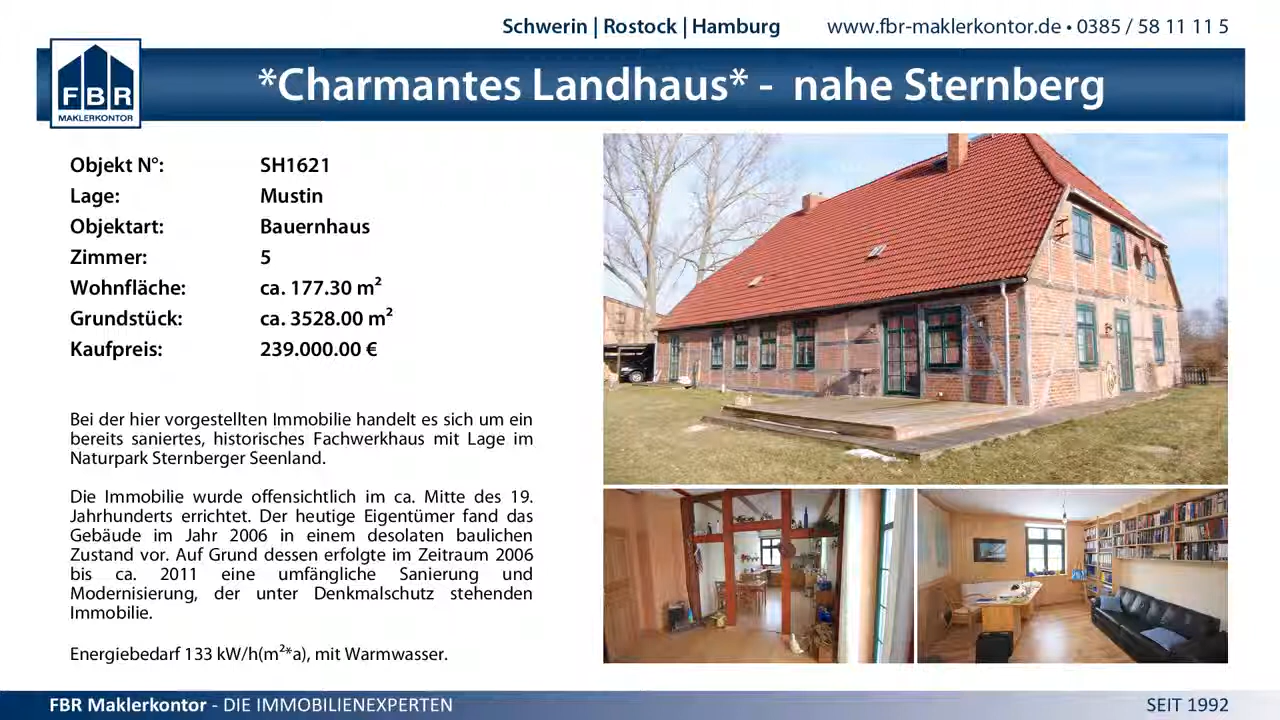 Schwerin | Rostock | Hamburg www.fbr-maklerkontor.de • 0385 / 58 11 11 5
FBR
MAKLERKONTOR
*Charmantes Landhaus* - nahe Sternberg
Objekt N°: SH1621
Lage: Mustin
Objektart: Bauernhaus
Zimmer: 5
Wohnfläche: ca. 177.30 m²
Grundstück: ca. 3528.00 m²
Kaufpreis: 239.000.00 €
Bei der hier vorgestellten Immobilie handelt es sich um ein
bereits saniertes, historisches Fachwerkhaus mit Lage im
Naturpark Sternberger Seenland.
Die Immobilie wurde offensichtlich im ca. Mitte des 19.
Jahrhunderts errichtet. Der heutige Eigentümer fand das
Gebäude im Jahr 2006 in einem desolaten baulichen
Zustand vor. Auf Grund dessen erfolgte im Zeitraum 2006
bis ca. 2011 eine umfängliche Sanierung und
Modernisierung, der unter Denkmalschutz stehenden
Immobilie.
Energiebedarf 133 kW/h(m²*a), mit Warmwasser.
FBR Maklerkontor - DIE IMMOBILIENEXPERTEN SEIT 1992